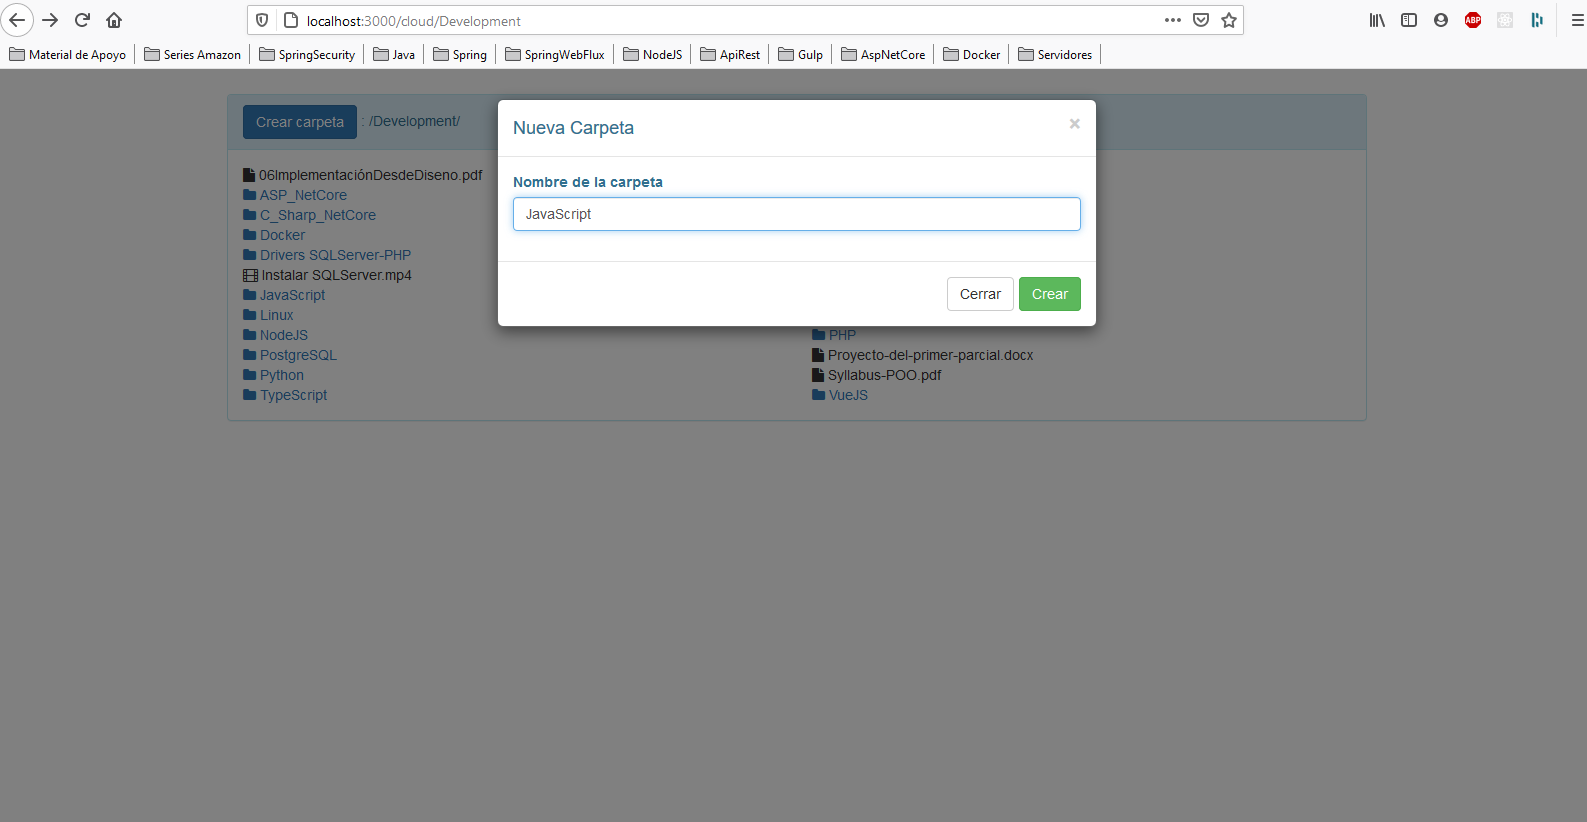 localhost:3000/cloud/Development
ABP
Material de Apoyo
Series Amazon
SpringSecurity
Java
Spring
SpringWebFlux
NodeJS
ApiRest
Gulp
AspNetCore
Docker
Servidores
Crear carpeta : /Development/
06ImplementaciónDesdeDiseno.pdf
ASP_NetCore
C_Sharp_NetCore
Docker
Drivers SQLServer-PHP
Instalar SQLServer.mp4
JavaScript
Linux
NodeJS
PostgreSQL
Python
TypeScript
PHP
Proyecto-del-primer-parcial.docx
Syllabus-POO.pdf
VueJS
Nueva Carpeta
×
Nombre de la carpeta
JavaScript
Cerrar
Crear